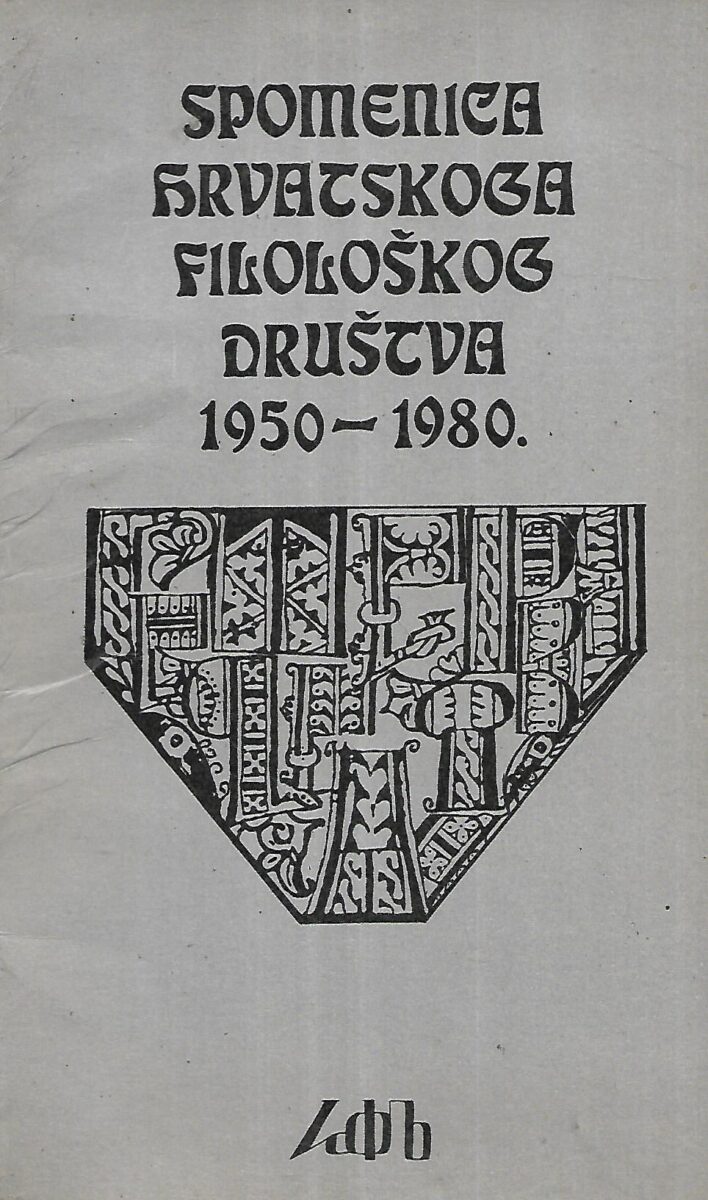 SPOMENICA
HRVATSKOGA
FILOLOŠKOG
DRUŠTVA
1950—1980.